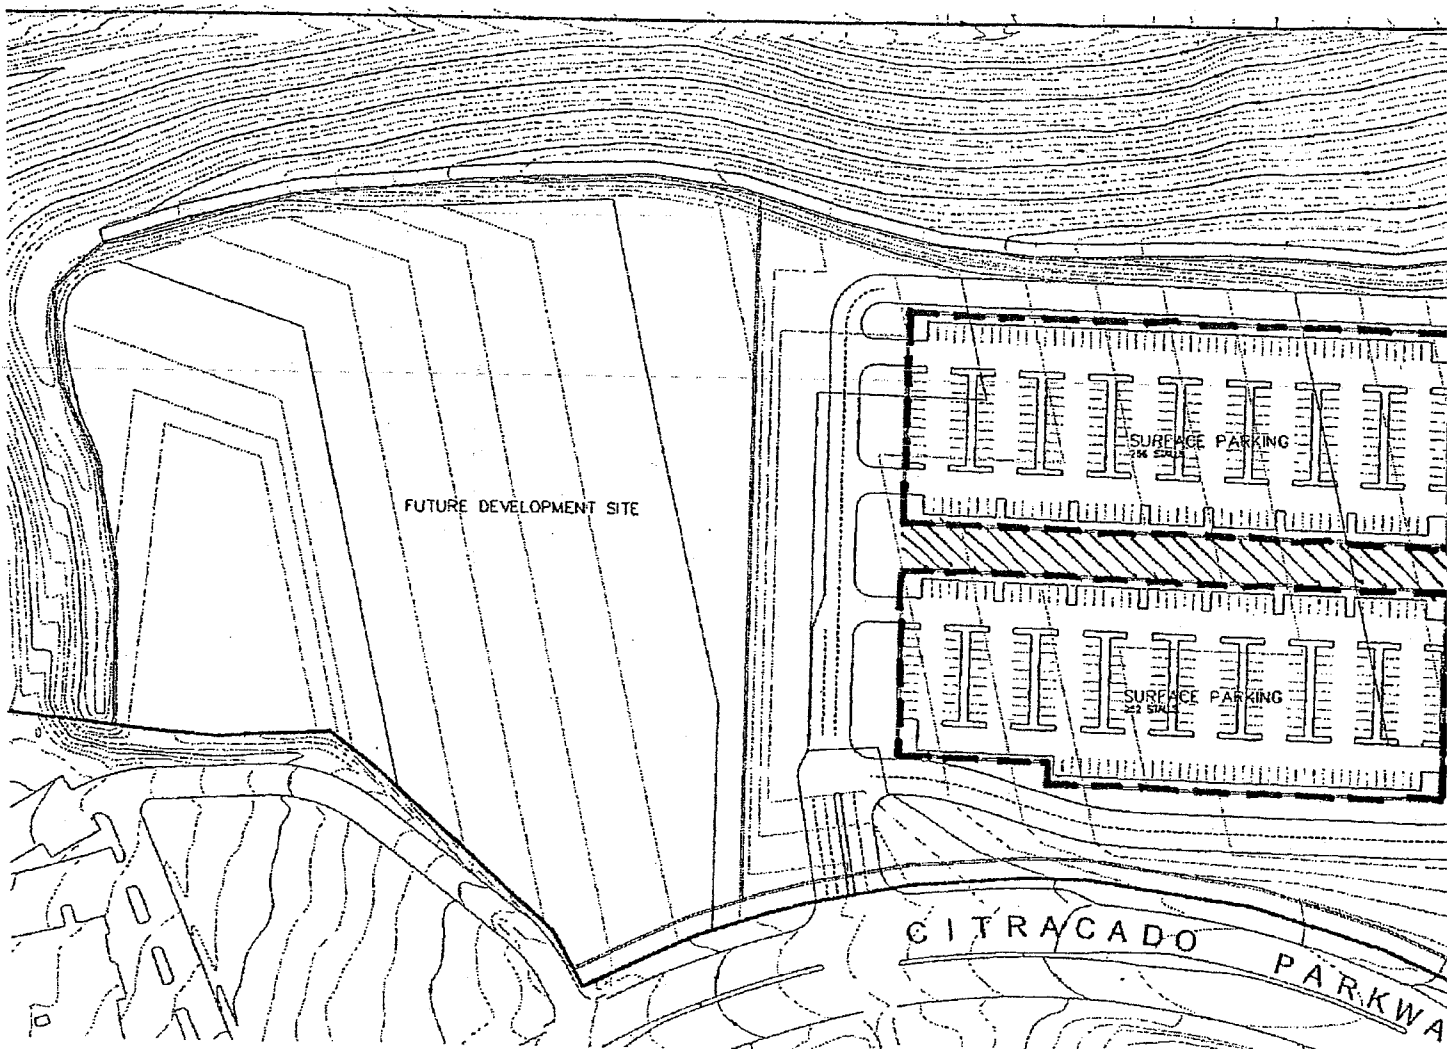 SURFACE PARKING
FUTURE DEVELOPMENT SITE
SURFACE PARKING
CITRACADO PARKWA